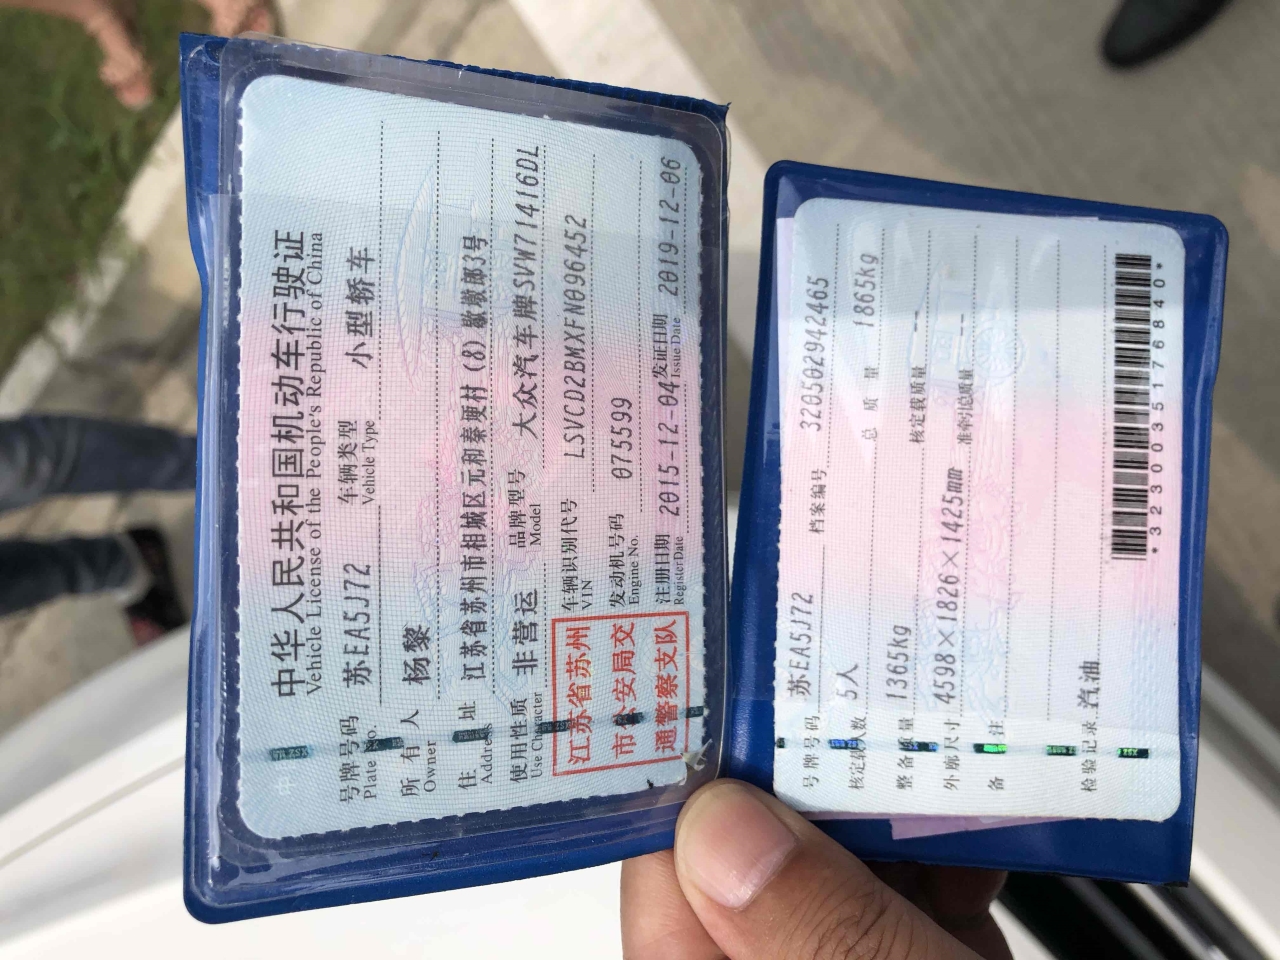 中华人民共和国机动车行驶证
Vehicle License of the People's Republic of China
号牌号码 苏EA5J72 车辆类型 小型轿车
Plate No. Vehicle Type
所有人 杨黎
Owner
住址 江苏省苏州市相城区元和秦埂村(8)歇墩郎3号
Address
使用性质 非营运 品牌型号 大众汽车牌SVW71416DL
Use Character Model
江苏省苏州
市公安局交
通警察支队
车辆识别代号 LSVCD2BMXFN096452
VIN
发动机号码 075599
Engine No.
注册日期 2015-12-04 发证日期 2019-12-06
Register Date Issue Date
号牌号码 苏EA5J72 档案编号 320502942465
核定载人数 5人 总质量 1865kg
整备质量 1365kg 核定载质量 --
外廓尺寸 4598×1826×1425mm 准牵引总质量 --
备注
检验记录 汽油
*3230035176840*